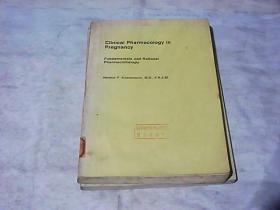 Clinical Pharmacology in
Pregnancy
Fundamentals and Rational
Pharmacotherapy
M.D., F.R.S.M.